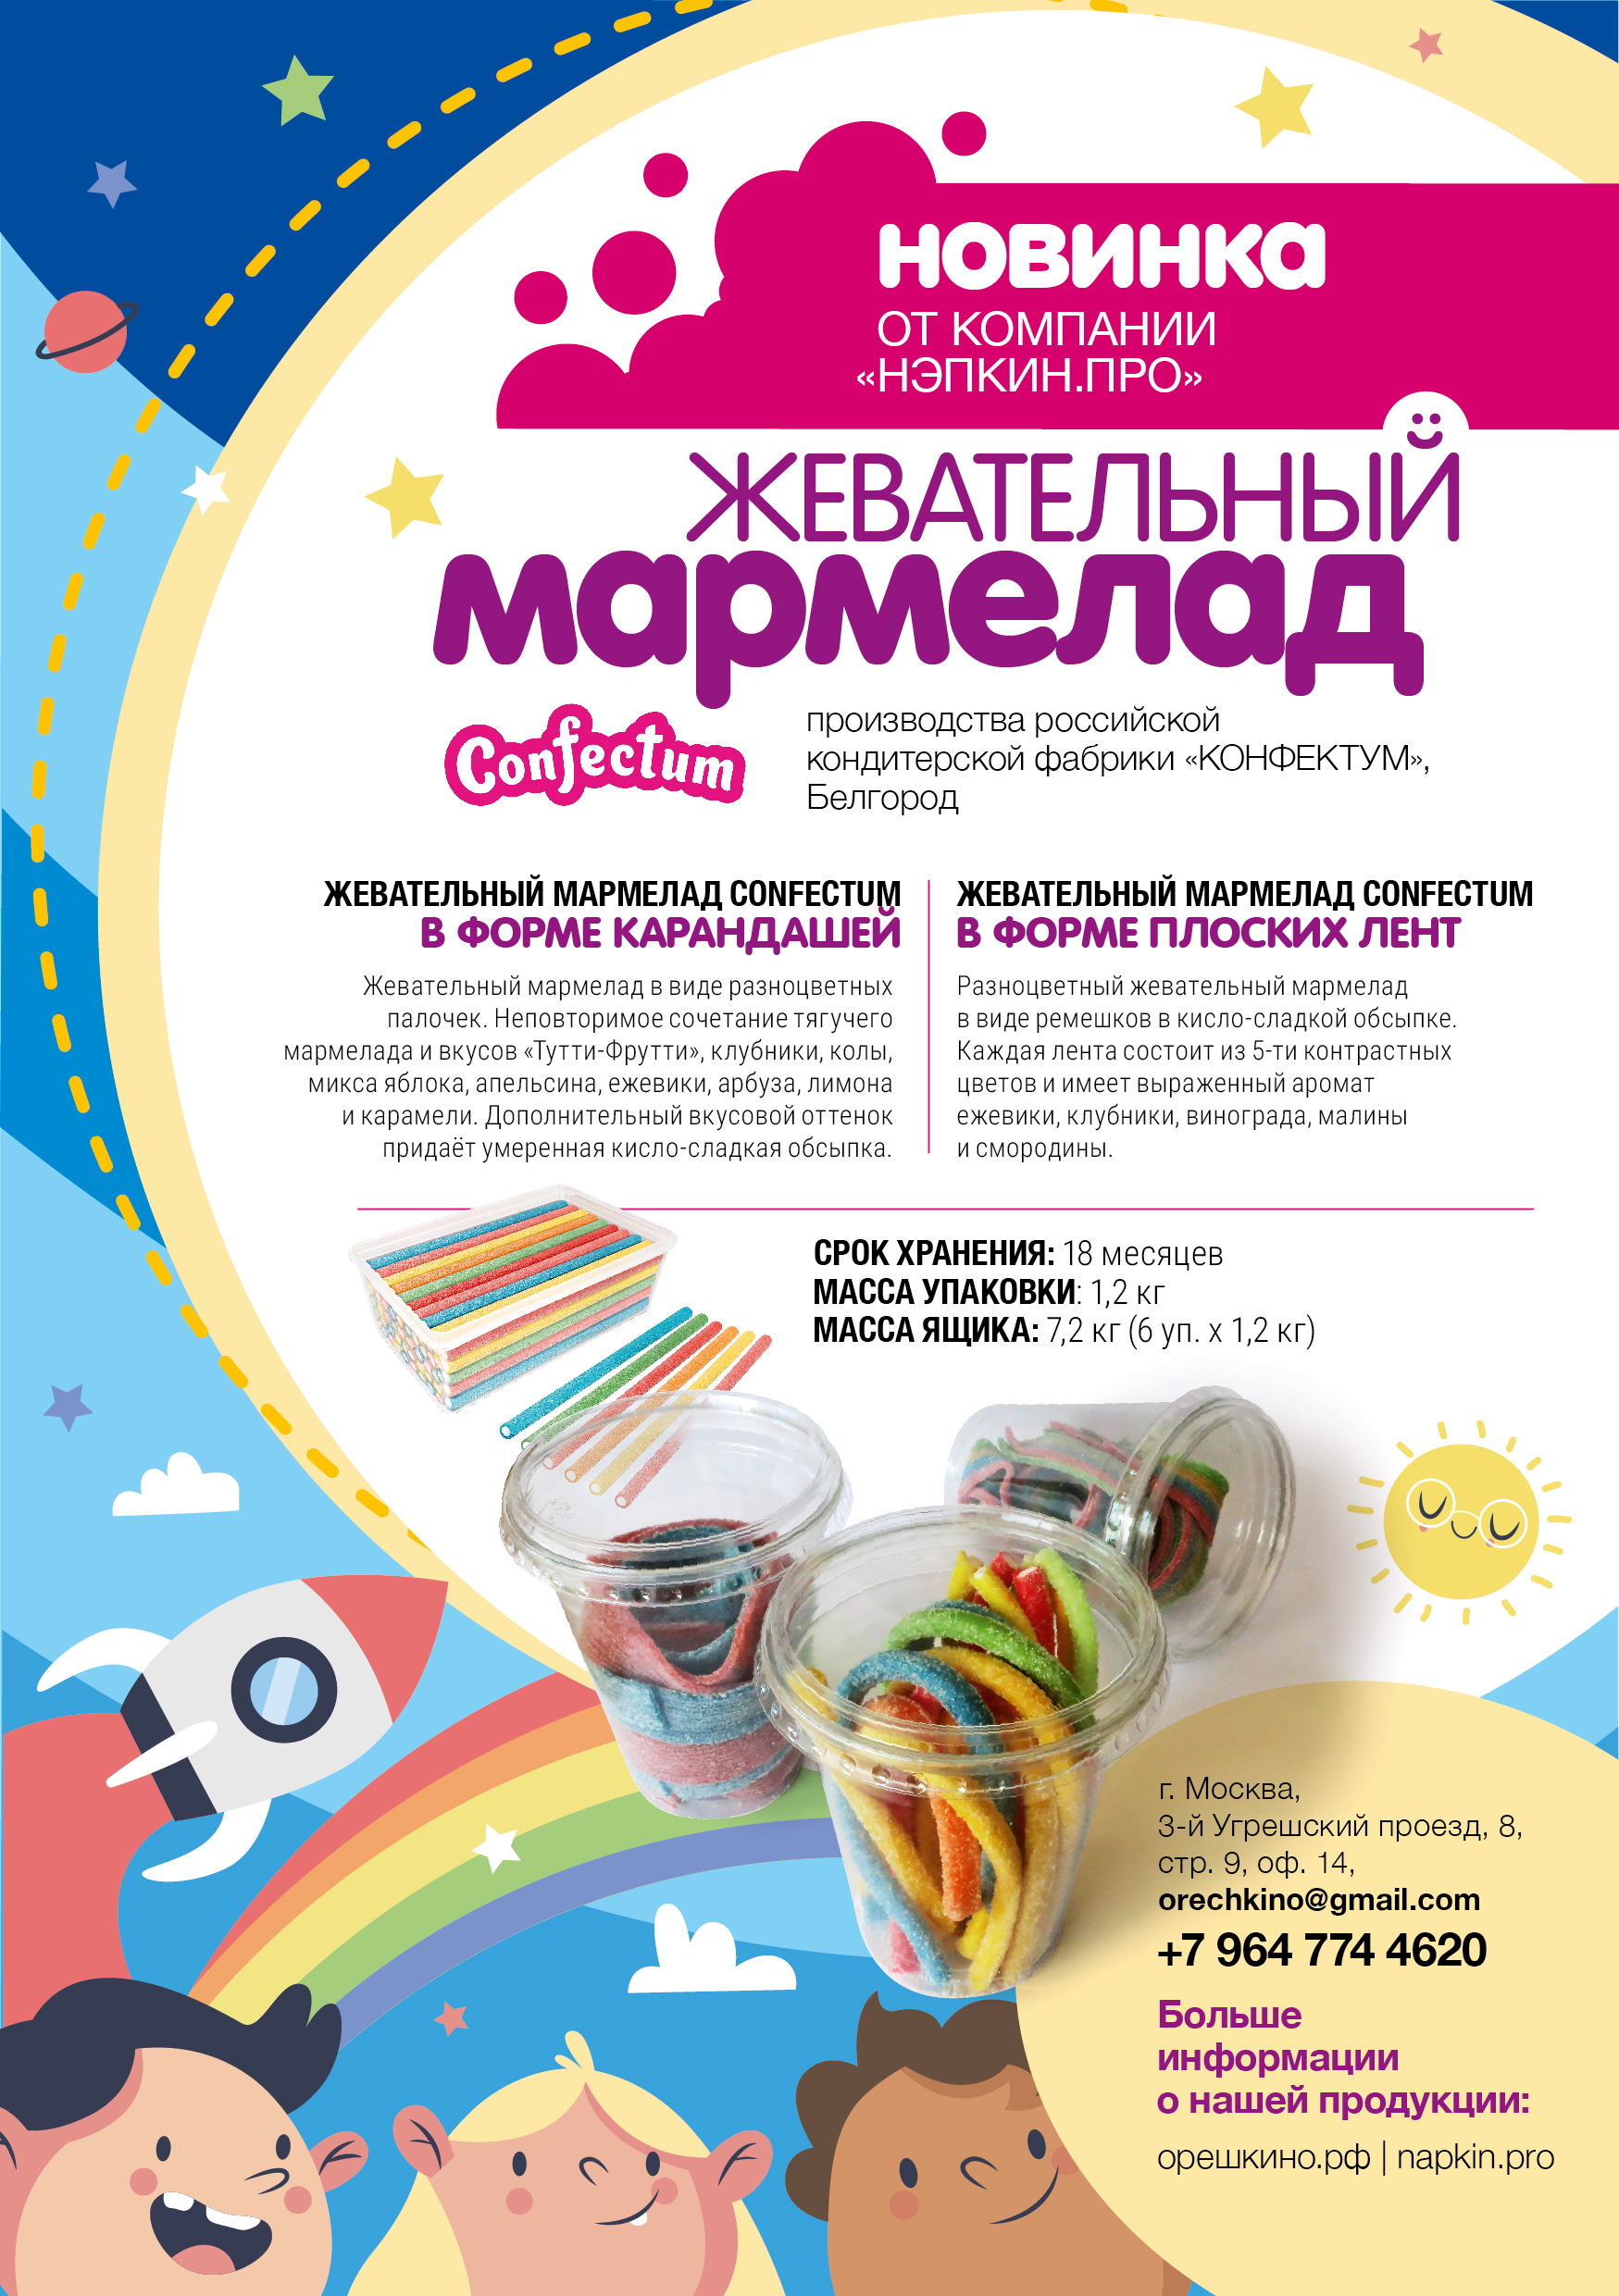 новинка
ОТ КОМПАНИИ
«НЭПКИН.ПРО»
ЖЕВАТЕЛЬНЫЙ
мармелад
Confectum
производства российской
кондитерской фабрики «КОНФЕКТУМ»,
Белгород
ЖЕВАТЕЛЬНЫЙ МАРМЕЛАД CONFECTUM
В ФОРМЕ КАРАНДАШЕЙ
Жевательный мармелад в виде разноцветных
палочек. Неповторимое сочетание тягучего
мармелада и вкусов «Тутти-Фрутти», клубники, колы,
микса яблока, апельсина, ежевики, арбуза, лимона
и карамели. Дополнительный вкусовой оттенок
придаёт умеренная кисло-сладкая обсыпка.
ЖЕВАТЕЛЬНЫЙ МАРМЕЛАД CONFECTUM
В ФОРМЕ ПЛОСКИХ ЛЕНТ
Разноцветный жевательный мармелад
в виде ремешков в кисло-сладкой обсыпке.
Каждая лента состоит из 5-ти контрастных
цветов и имеет выраженный аромат
ежевики, клубники, винограда, малины
и смородины.
СРОК ХРАНЕНИЯ: 18 месяцев
МАССА УПАКОВКИ: 1,2 кг
МАССА ЯЩИКА: 7,2 кг (6 уп. х 1,2 кг)
г. Москва,
3-й Угрешский проезд, 8,
стр. 9, оф. 14,
orechkino@gmail.com
+7 964 774 4620
Больше
информации
о нашей продукции:
орешкино.рф | napkin.pro